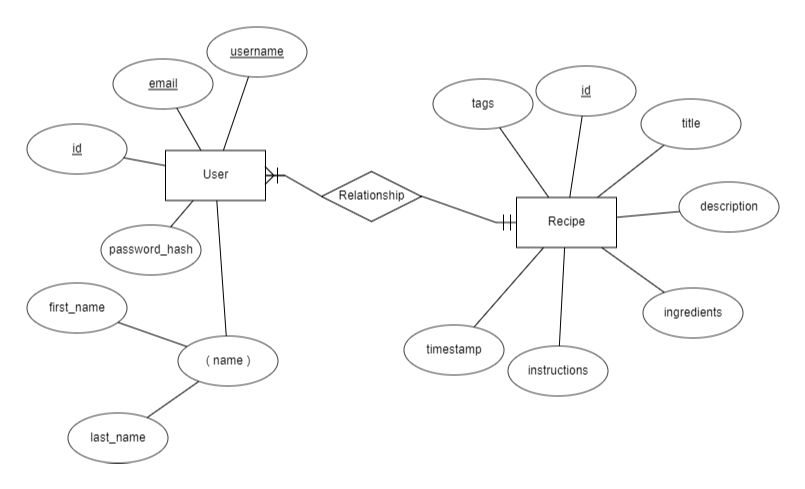 username
email
tags
id
title
id
User
Relationship
description
Recipe
password_hash
first_name
ingredients
timestamp
( name )
instructions
last_name